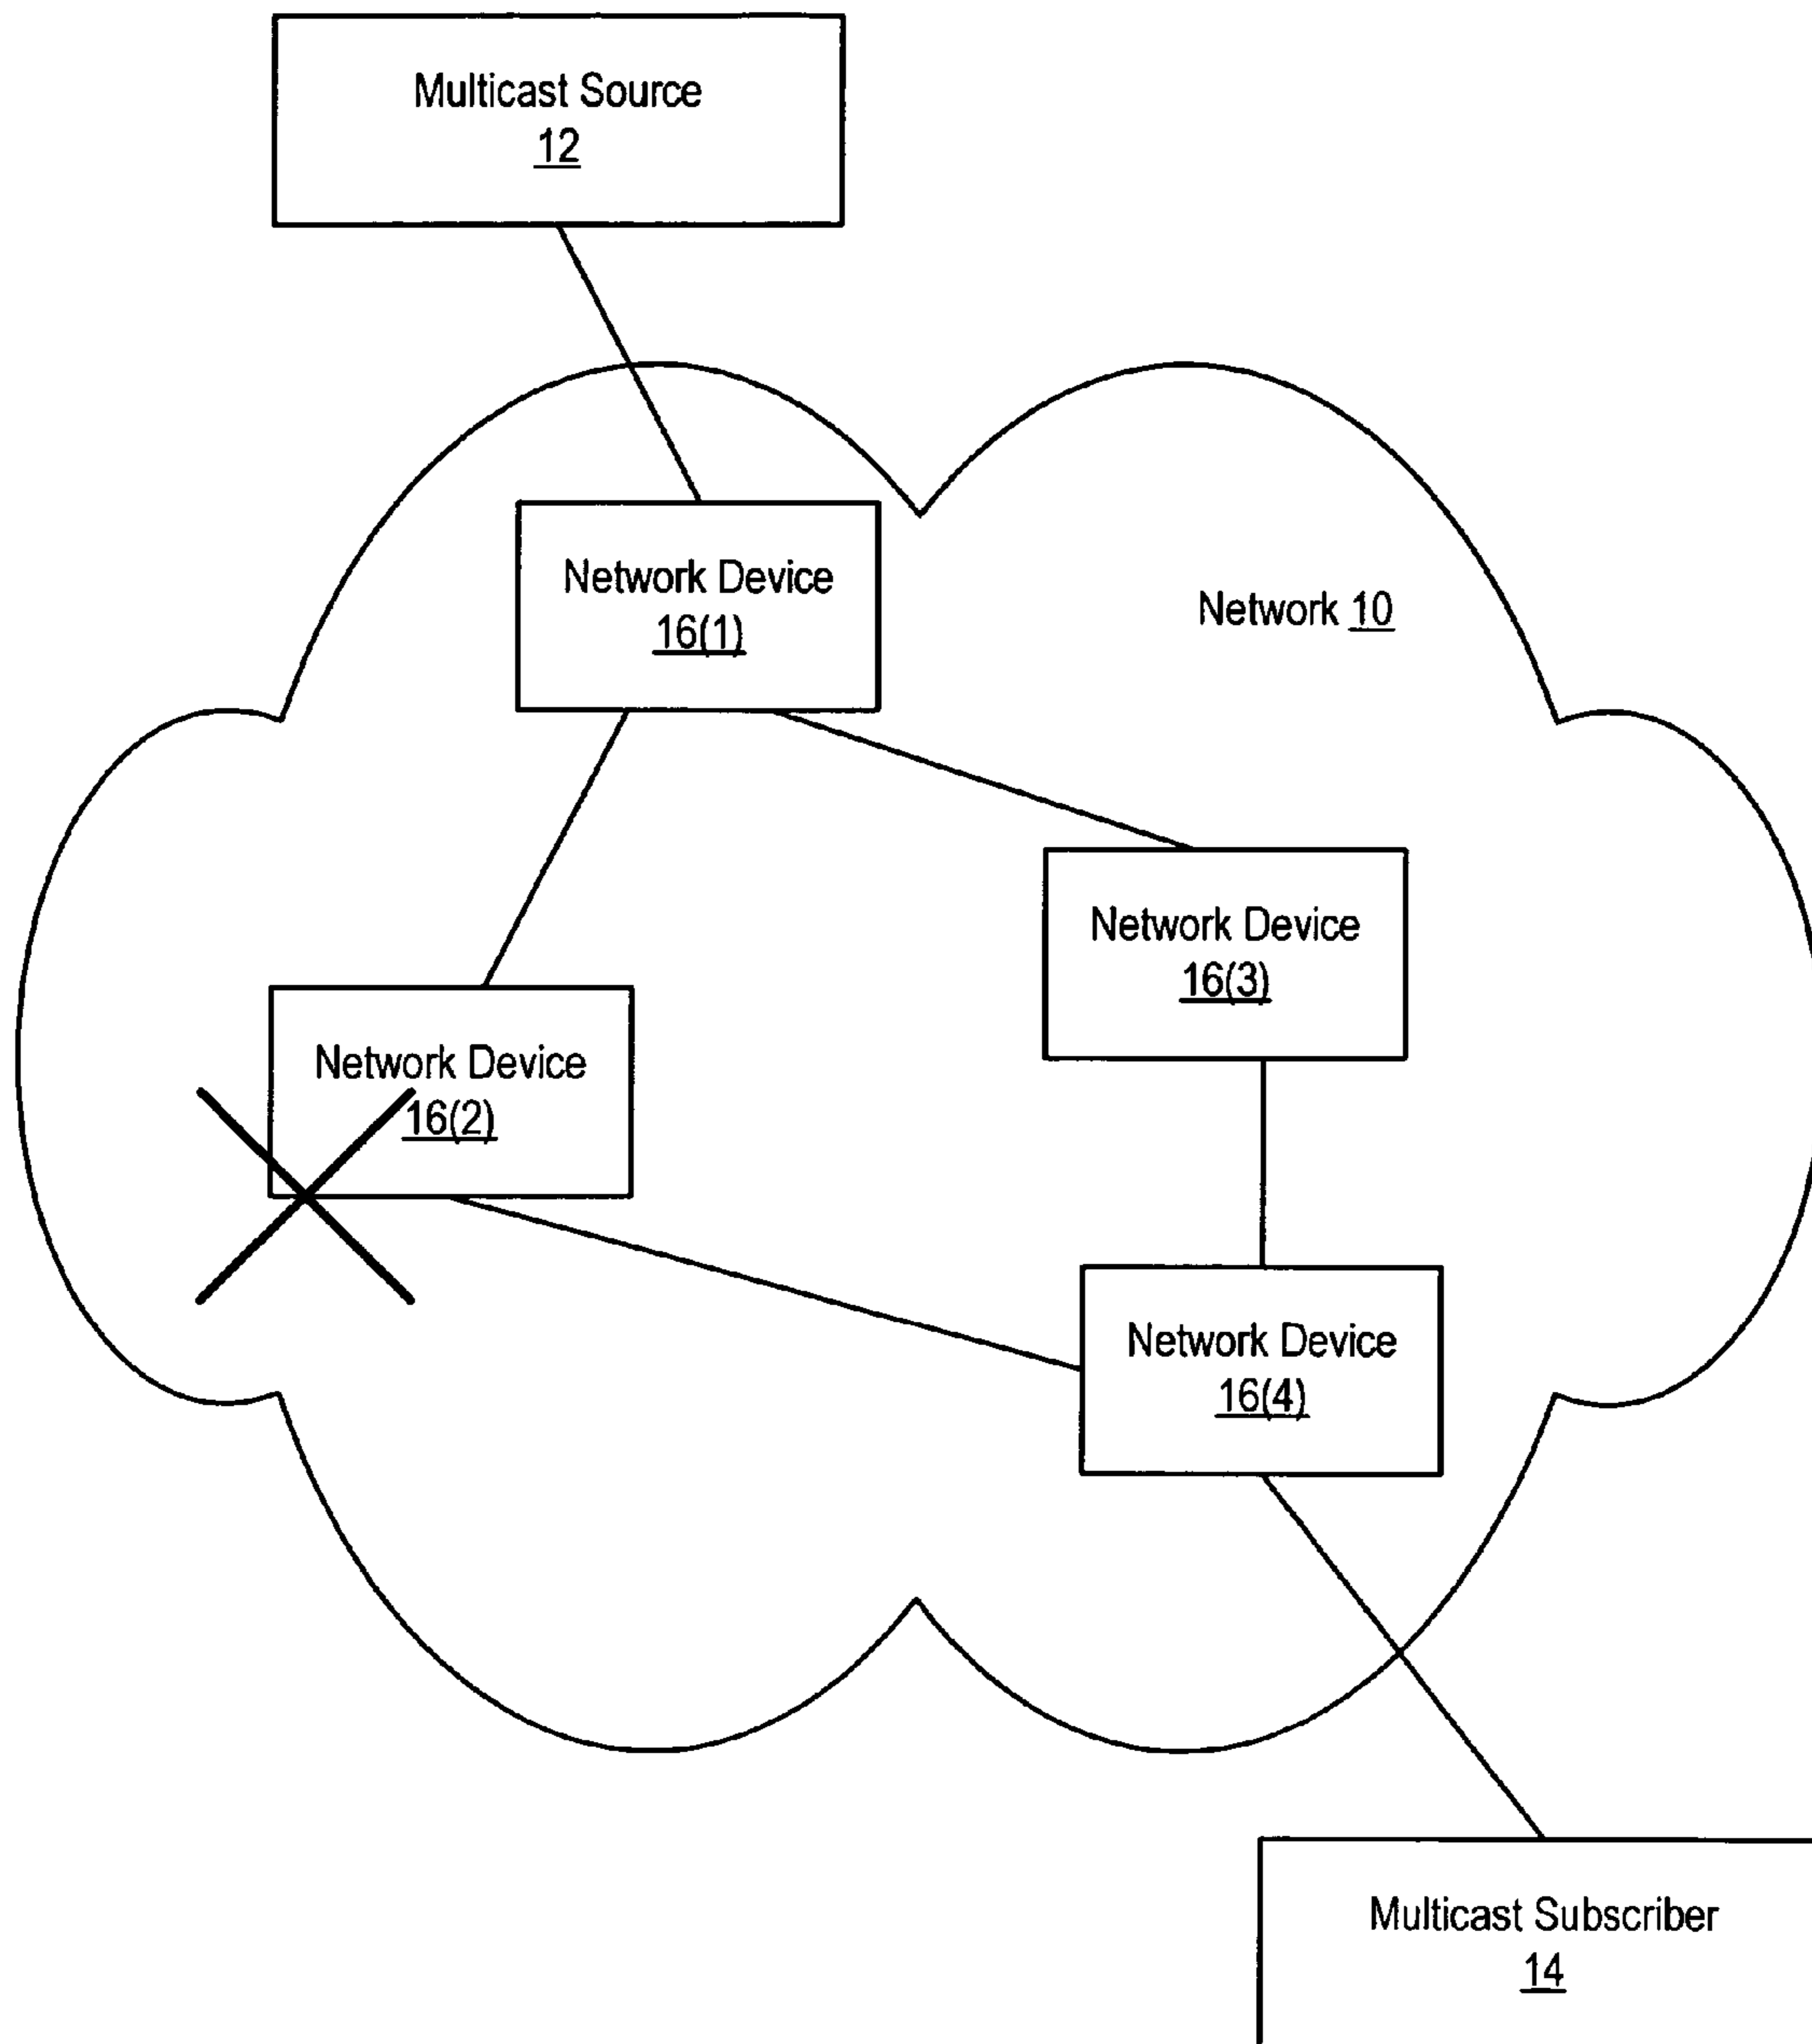 Multicast Source
12
Network Device
16(1)
Network 10
Network Device
16(3)
Network Device
16(2)
Network Device
16(4)
Multicast Subscriber
14